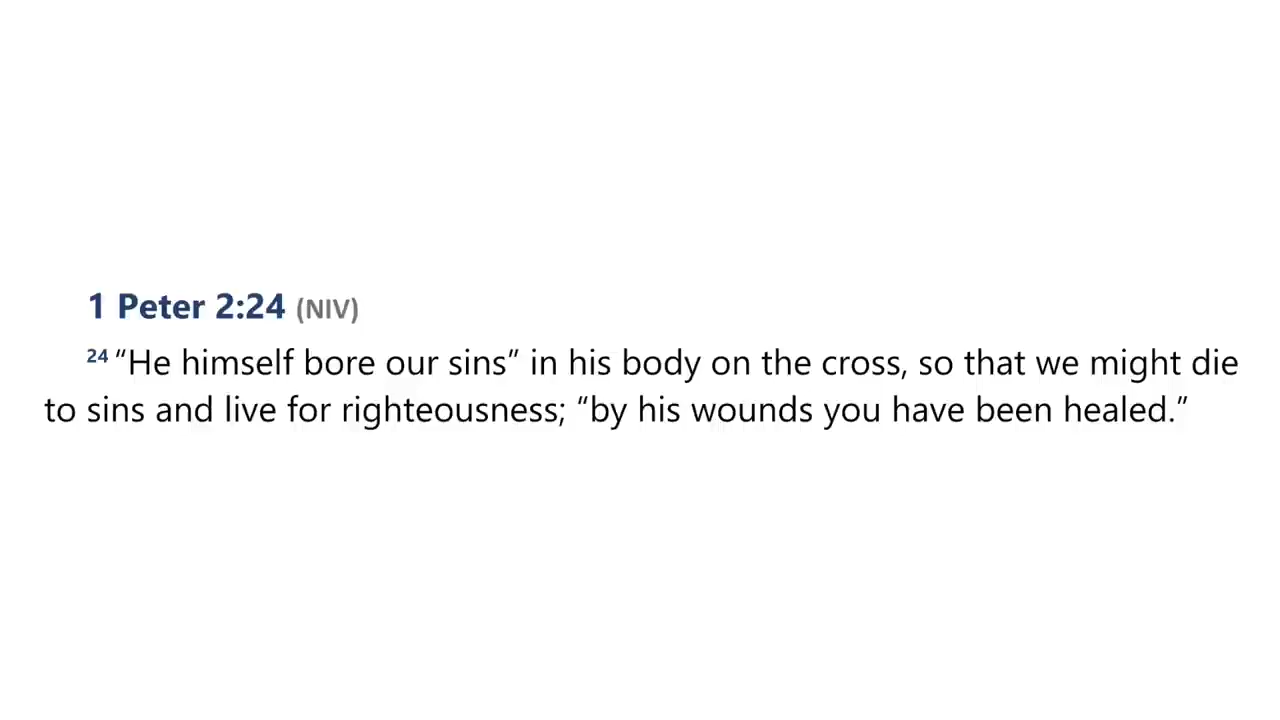 1 Peter 2:24 (NIV)
24 “He himself bore our sins” in his body on the cross, so that we might die
to sins and live for righteousness; “by his wounds you have been healed.”